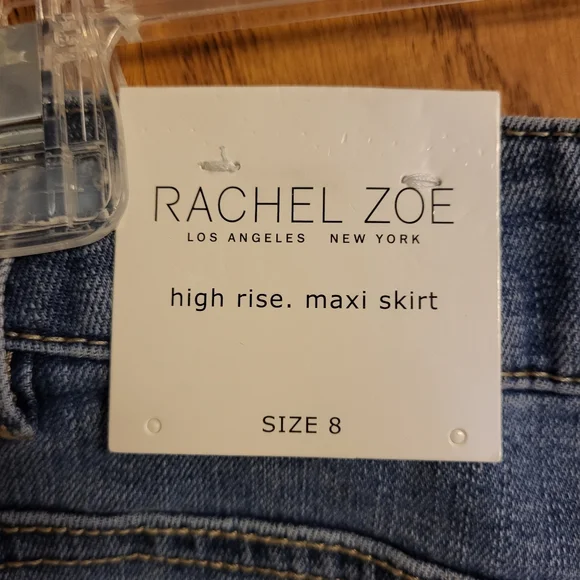 RACHEL ZOE
LOS ANGELES NEW YORK
high rise. maxi skirt
SIZE 8